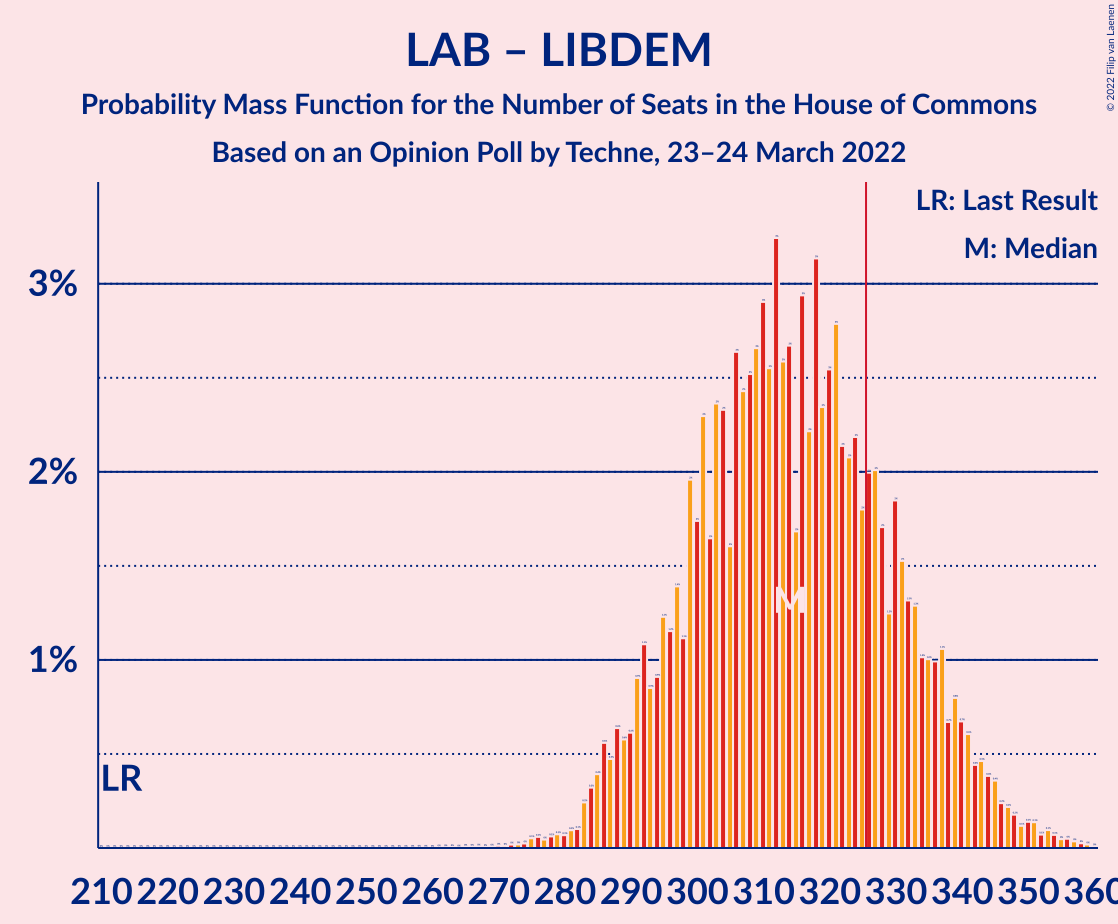 LAB – LIBDEM
Probability Mass Function for the Number of Seats in the House of Commons
Based on an Opinion Poll by Techne, 23–24 March 2022
© 2022 Filip van Laenen
LR: Last Result
M: Median
3%
2%
1%
M
LR
210 220 230 240 250 260 270 280 290 300 310 320 330 340 350 360